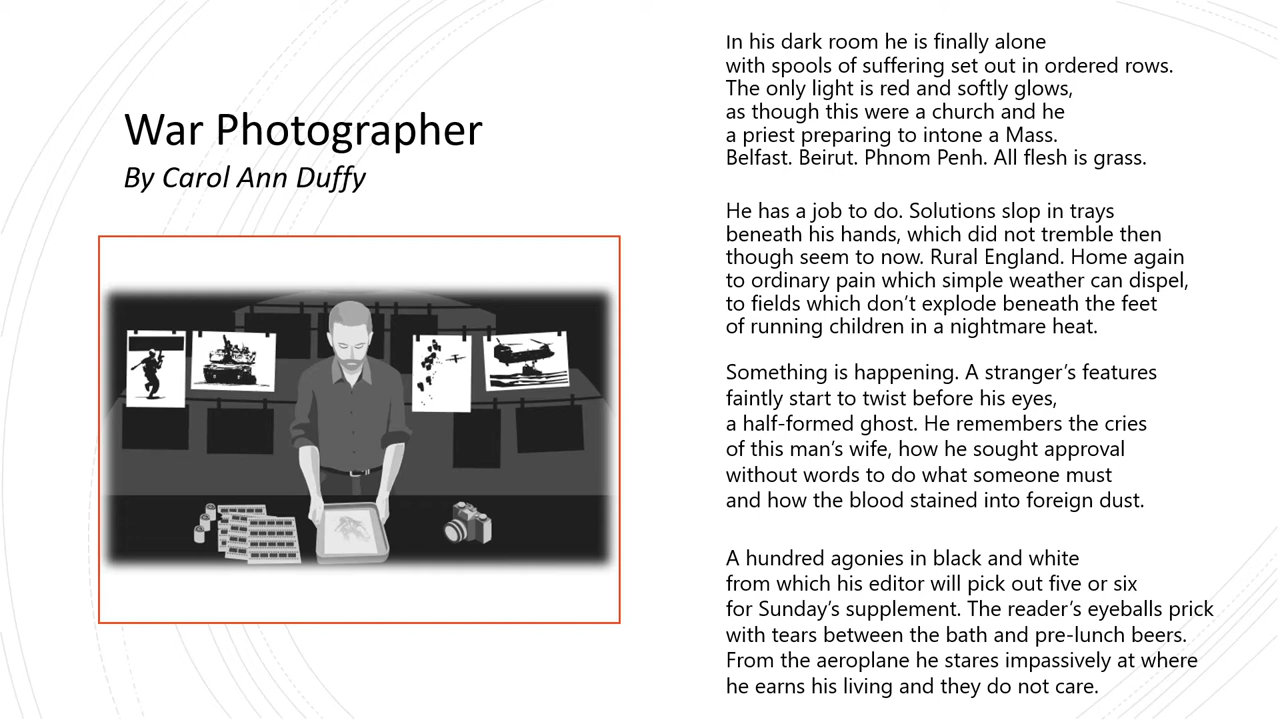 War Photographer
By Carol Ann Duffy
In his dark room he is finally alone
with spools of suffering set out in ordered rows.
The only light is red and softly glows,
as though this were a church and he
a priest preparing to intone a Mass.
Belfast. Beirut. Phnom Penh. All flesh is grass.
He has a job to do. Solutions slop in trays
beneath his hands, which did not tremble then
though seem to now. Rural England. Home again
to ordinary pain which simple weather can dispel,
to fields which don’t explode beneath the feet
of running children in a nightmare heat.
Something is happening. A stranger’s features
faintly start to twist before his eyes,
a half-formed ghost. He remembers the cries
of this man’s wife, how he sought approval
without words to do what someone must
and how the blood stained into foreign dust.
A hundred agonies in black and white
from which his editor will pick out five or six
for Sunday’s supplement. The reader’s eyeballs prick
with tears between the bath and pre-lunch beers.
From the aeroplane he stares impassively at where
he earns his living and they do not care.